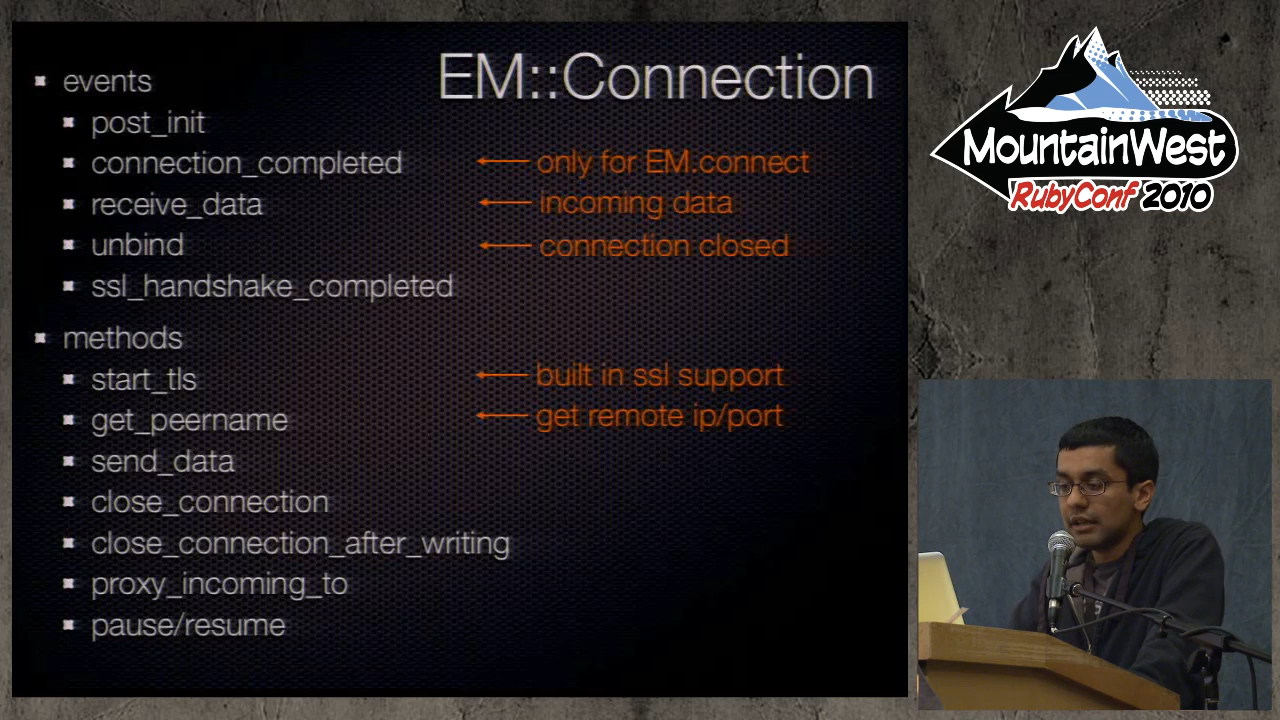 EM::Connection
events
post_init
connection_completed ← only for EM.connect
receive_data ← incoming data
unbind ← connection closed
ssl_handshake_completed
methods
start_tls ← built in ssl support
get_peername ← get remote ip/port
send_data
close_connection
close_connection_after_writing
proxy_incoming_to
pause/resume
MountainWest
RubyConf 2010